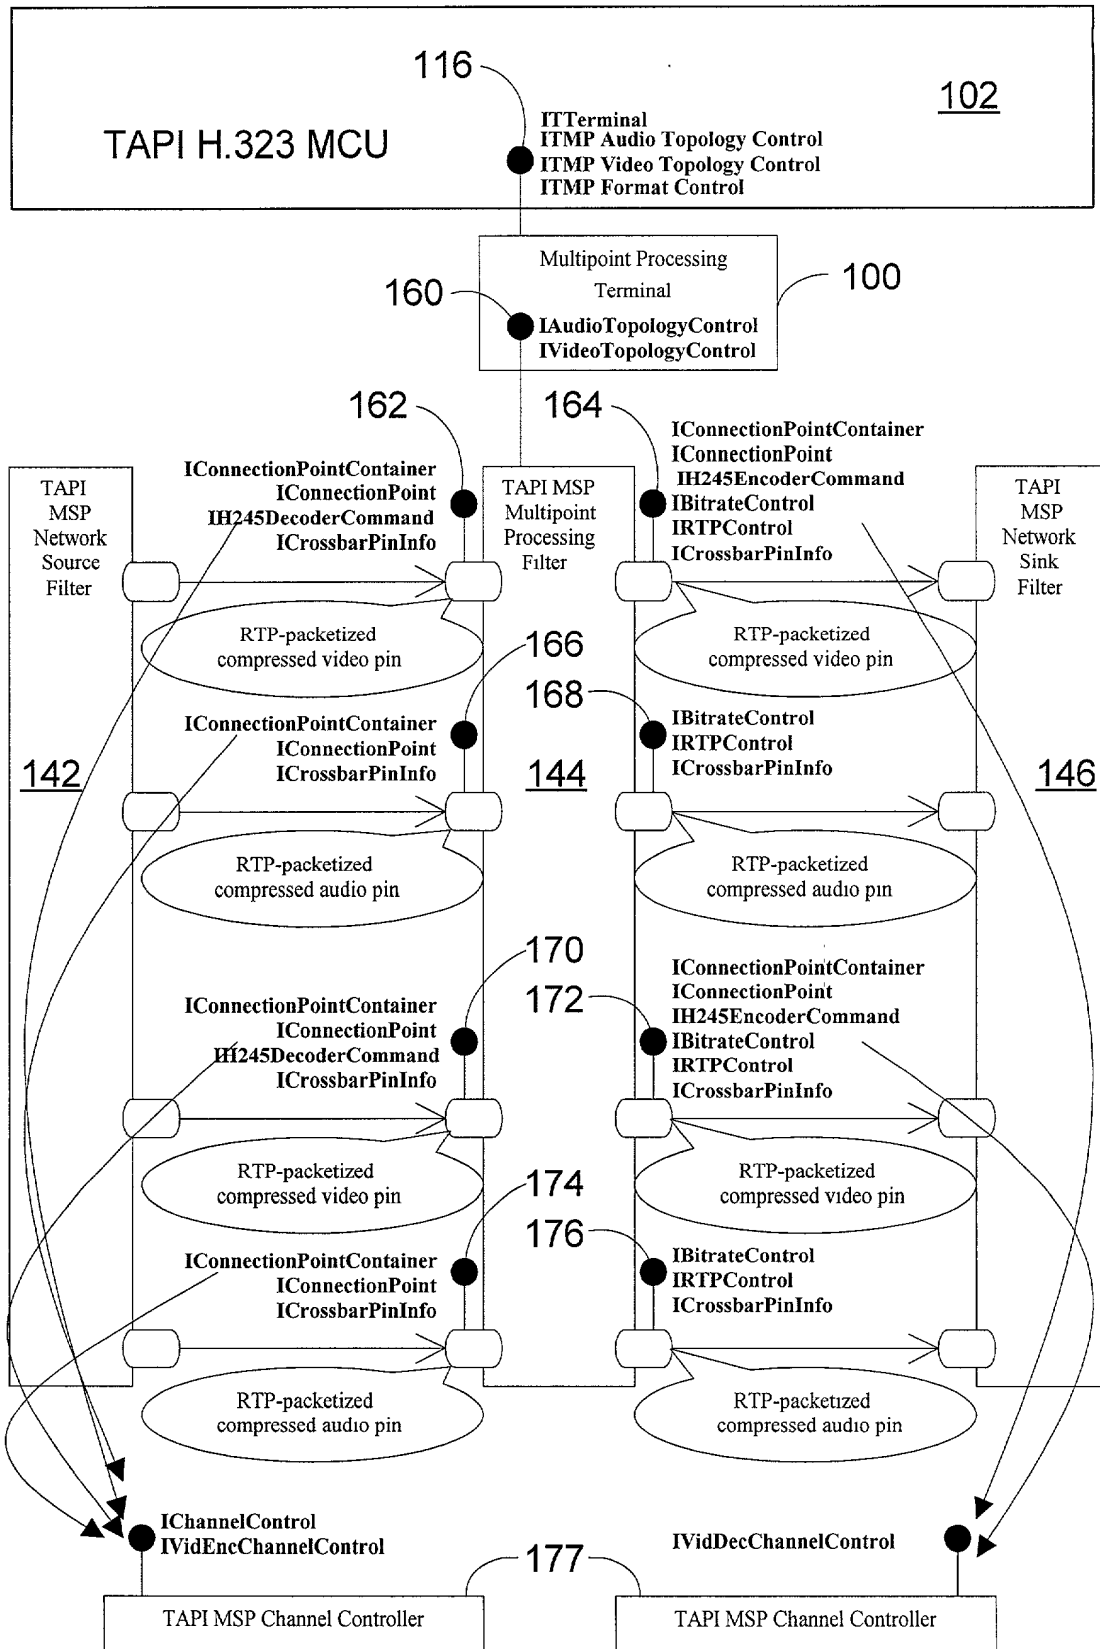 116
102
TAPI H.323 MCU
ITTerminal
ITMP Audio Topology Control
ITMP Video Topology Control
ITMP Format Control
Multipoint Processing
Terminal
100
160
IAudioTopologyControl
IVideoTopologyControl
162
164
TAPI
MSP
Network
Source
Filter
IConnectionPointContainer
IConnectionPoint
IH245DecoderCommand
ICrossbarPinInfo
TAPI MSP
Multipoint
Processing
Filter
IConnectionPointContainer
IConnectionPoint
IH245EncoderCommand
IBitrateControl
IRTPControl
ICrossbarPinInfo
TAPI
MSP
Network
Sink
Filter
RTP-packetized
compressed video pin
RTP-packetized
compressed video pin
166
168
IConnectionPointContainer
IConnectionPoint
ICrossbarPinInfo
IBitrateControl
IRTPControl
ICrossbarPinInfo
142
144
146
RTP-packetized
compressed audio pin
RTP-packetized
compressed audio pin
170
172
IConnectionPointContainer
IConnectionPoint
IH245DecoderCommand
ICrossbarPinInfo
IConnectionPointContainer
IConnectionPoint
IH245EncoderCommand
IBitrateControl
IRTPControl
ICrossbarPinInfo
RTP-packetized
compressed video pin
RTP-packetized
compressed video pin
174
176
IConnectionPointContainer
IConnectionPoint
ICrossbarPinInfo
IBitrateControl
IRTPControl
ICrossbarPinInfo
RTP-packetized
compressed audio pin
RTP-packetized
compressed audio pin
IChannelControl
IVidEncChannelControl
IVidDecChannelControl
177
TAPI MSP Channel Controller
TAPI MSP Channel Controller